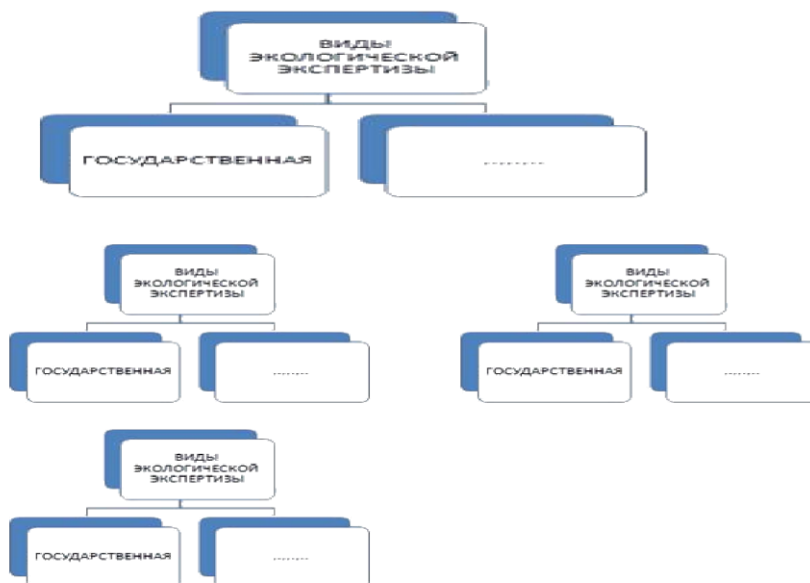 ВИДЫ
ЭКОЛОГИЧЕСКОЙ
ЭКСПЕРТИЗЫ
ГОСУДАРСТВЕННАЯ
.........
ВИДЫ
ЭКОЛОГИЧЕСКОЙ
ЭКСПЕРТИЗЫ
ГОСУДАРСТВЕННАЯ
.........
ВИДЫ
ЭКОЛОГИЧЕСКОЙ
ЭКСПЕРТИЗЫ
ГОСУДАРСТВЕННАЯ
.........
ВИДЫ
ЭКОЛОГИЧЕСКОЙ
ЭКСПЕРТИЗЫ
ГОСУДАРСТВЕННАЯ
.........